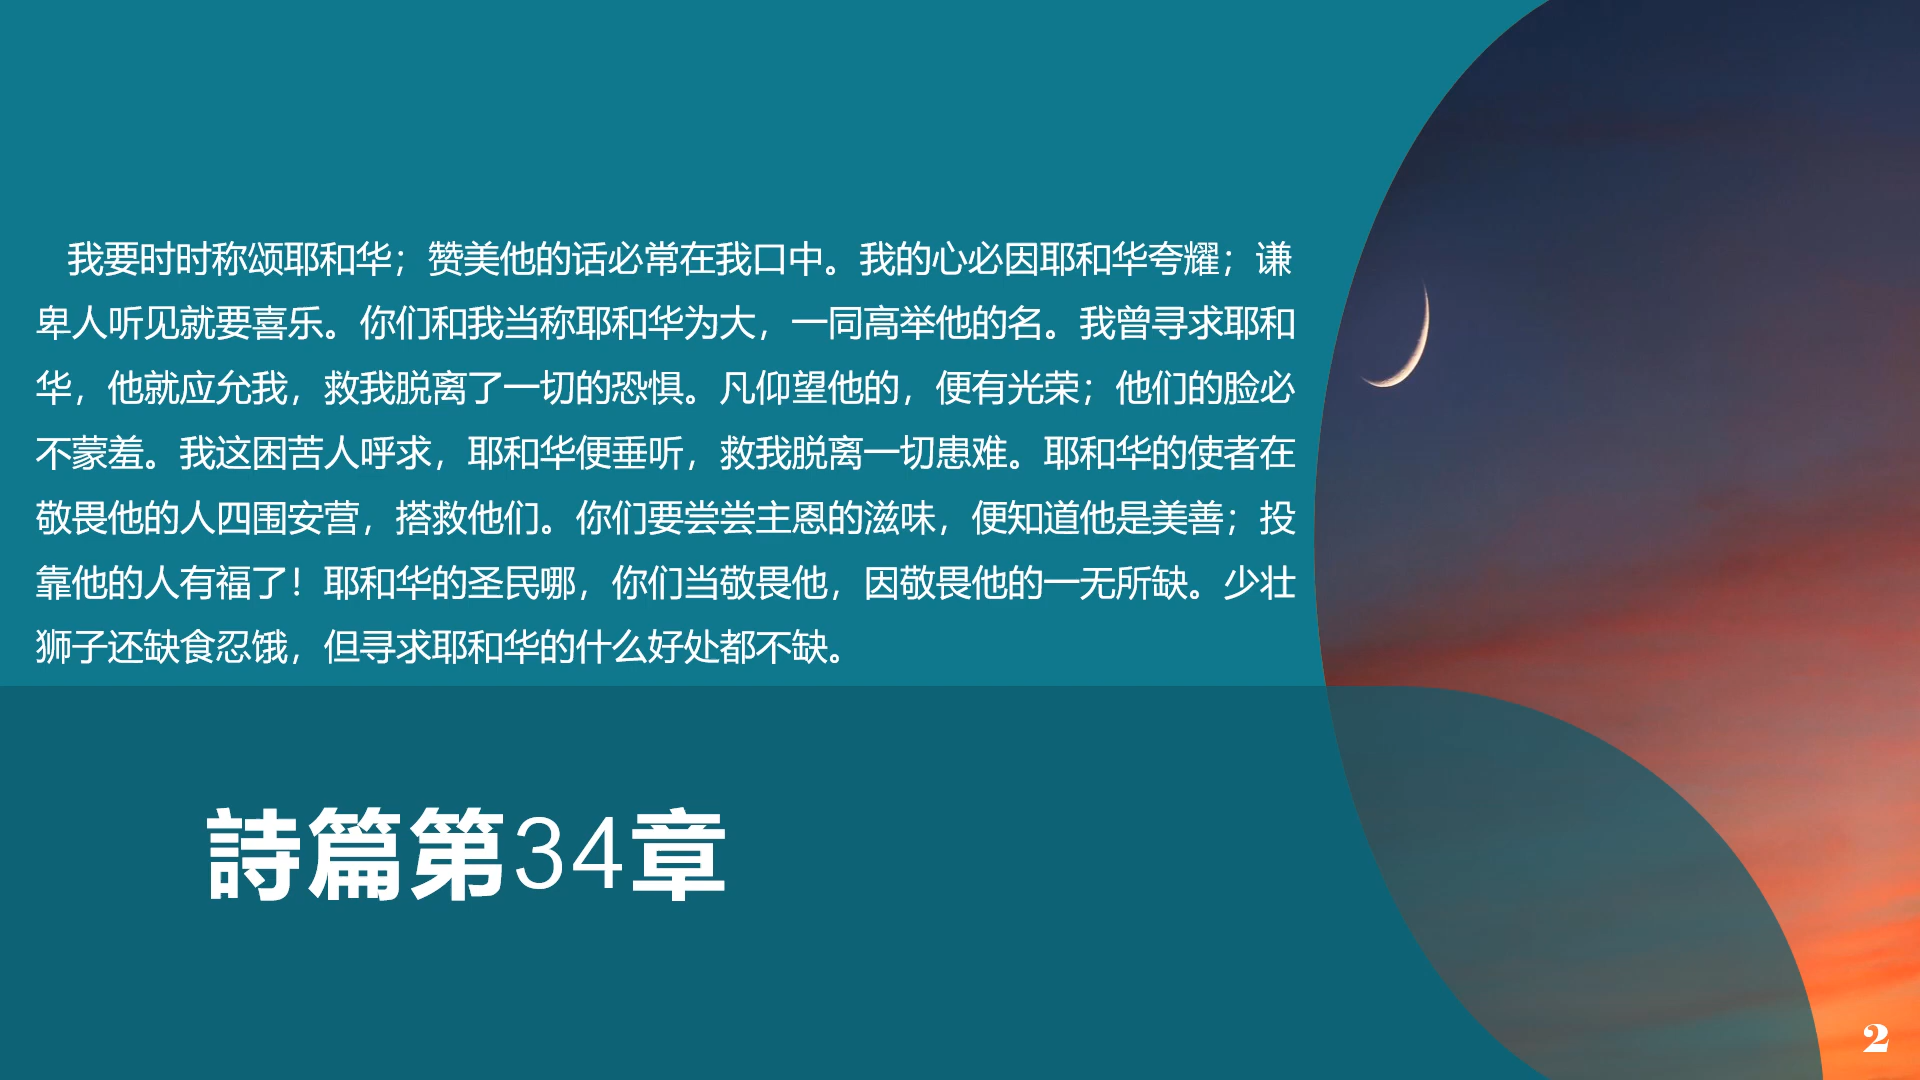 我要时时称颂耶和华；赞美他的话必常在我口中。我的心必因耶和华夸耀；谦
卑人听见就要喜乐。你们和我当称耶和华为大，一同高举他的名。我曾寻求耶和
华，他就应允我，救我脱离了一切的恐惧。凡仰望他的，便有光荣；他们的脸必
不蒙羞。我这困苦人呼求，耶和华便垂听，救我脱离一切患难。耶和华的使者在
敬畏他的人四围安营，搭救他们。你们要尝尝主恩的滋味，便知道他是美善；投
靠他的人有福了！耶和华的圣民哪，你们当敬畏他，因敬畏他的一无所缺。少壮
狮子还缺食忍饿，但寻求耶和华的什么好处都不缺。
詩篇第34章
2